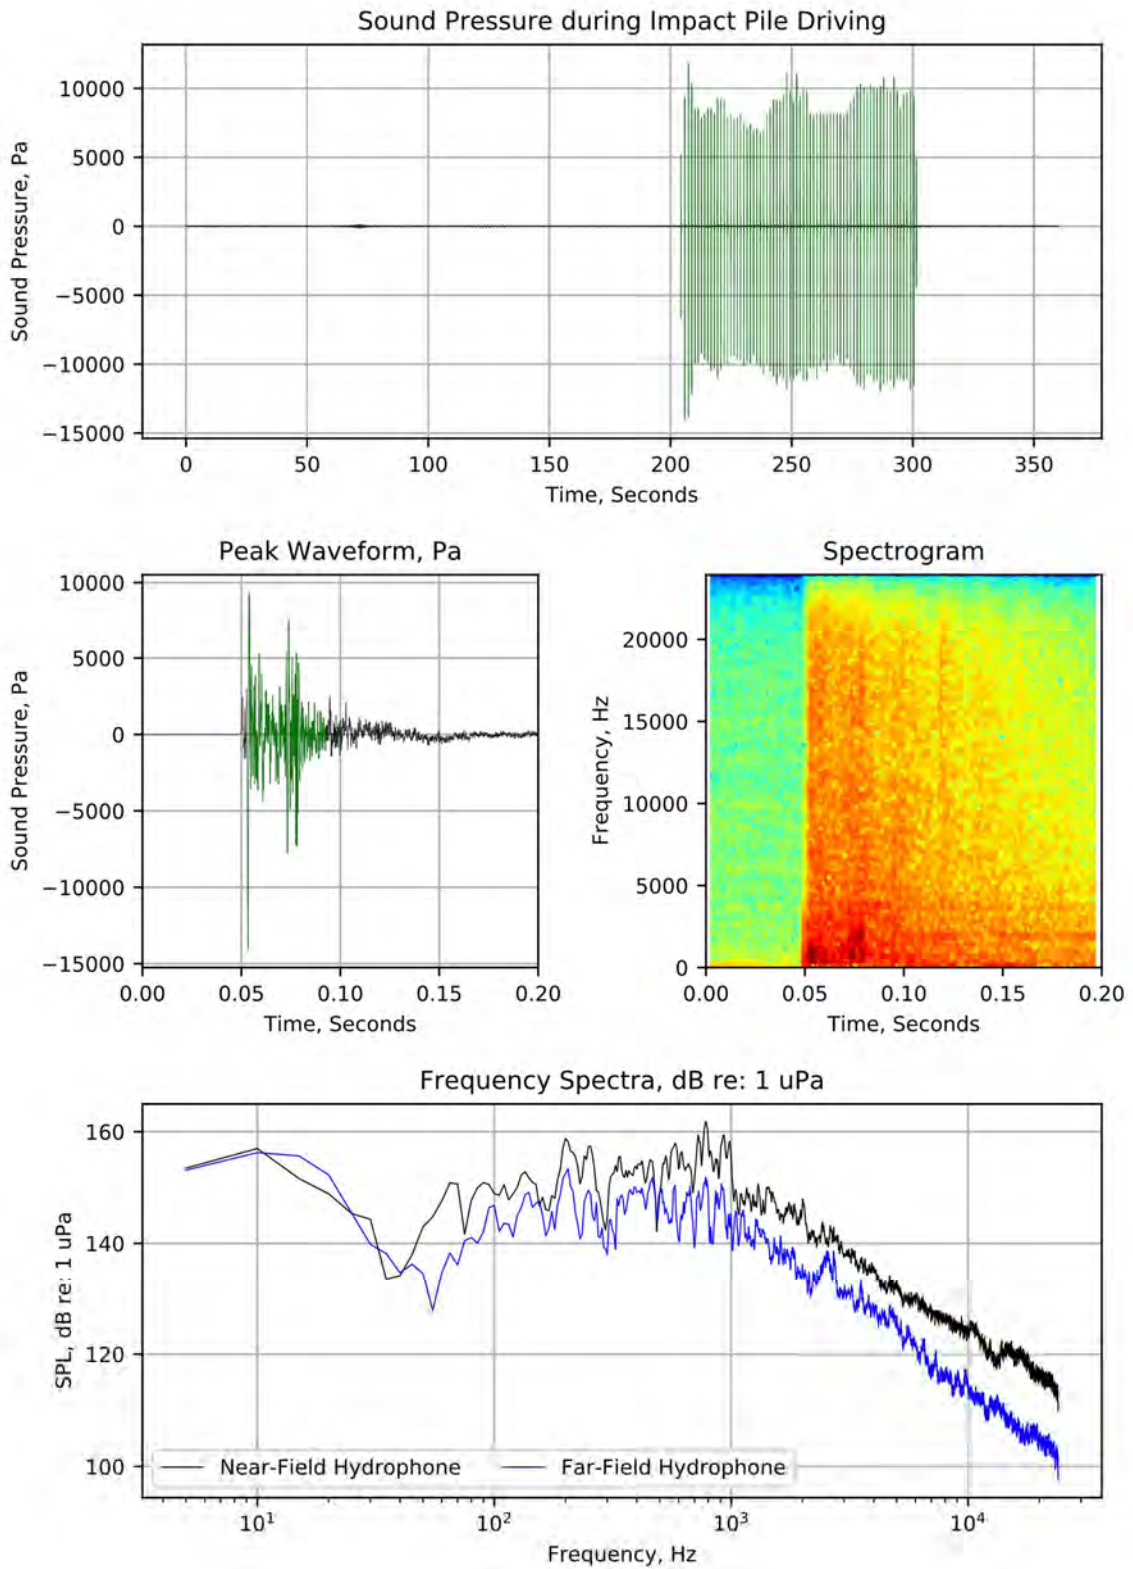 Sound Pressure during Impact Pile Driving
Sound Pressure, Pa
10000
5000
0
−5000
−10000
−15000
0 50 100 150 200 250 300 350
Time, Seconds
Peak Waveform, Pa
Sound Pressure, Pa
10000
5000
0
−5000
−10000
−15000
0.00 0.05 0.10 0.15 0.20
Time, Seconds
Spectrogram
Frequency, Hz
20000
15000
10000
5000
0
0.00 0.05 0.10 0.15 0.20
Time, Seconds
Frequency Spectra, dB re: 1 uPa
SPL, dB re: 1 uPa
160
140
120
100
Near-Field Hydrophone Far-Field Hydrophone
10¹ 10² 10³ 10⁴
Frequency, Hz